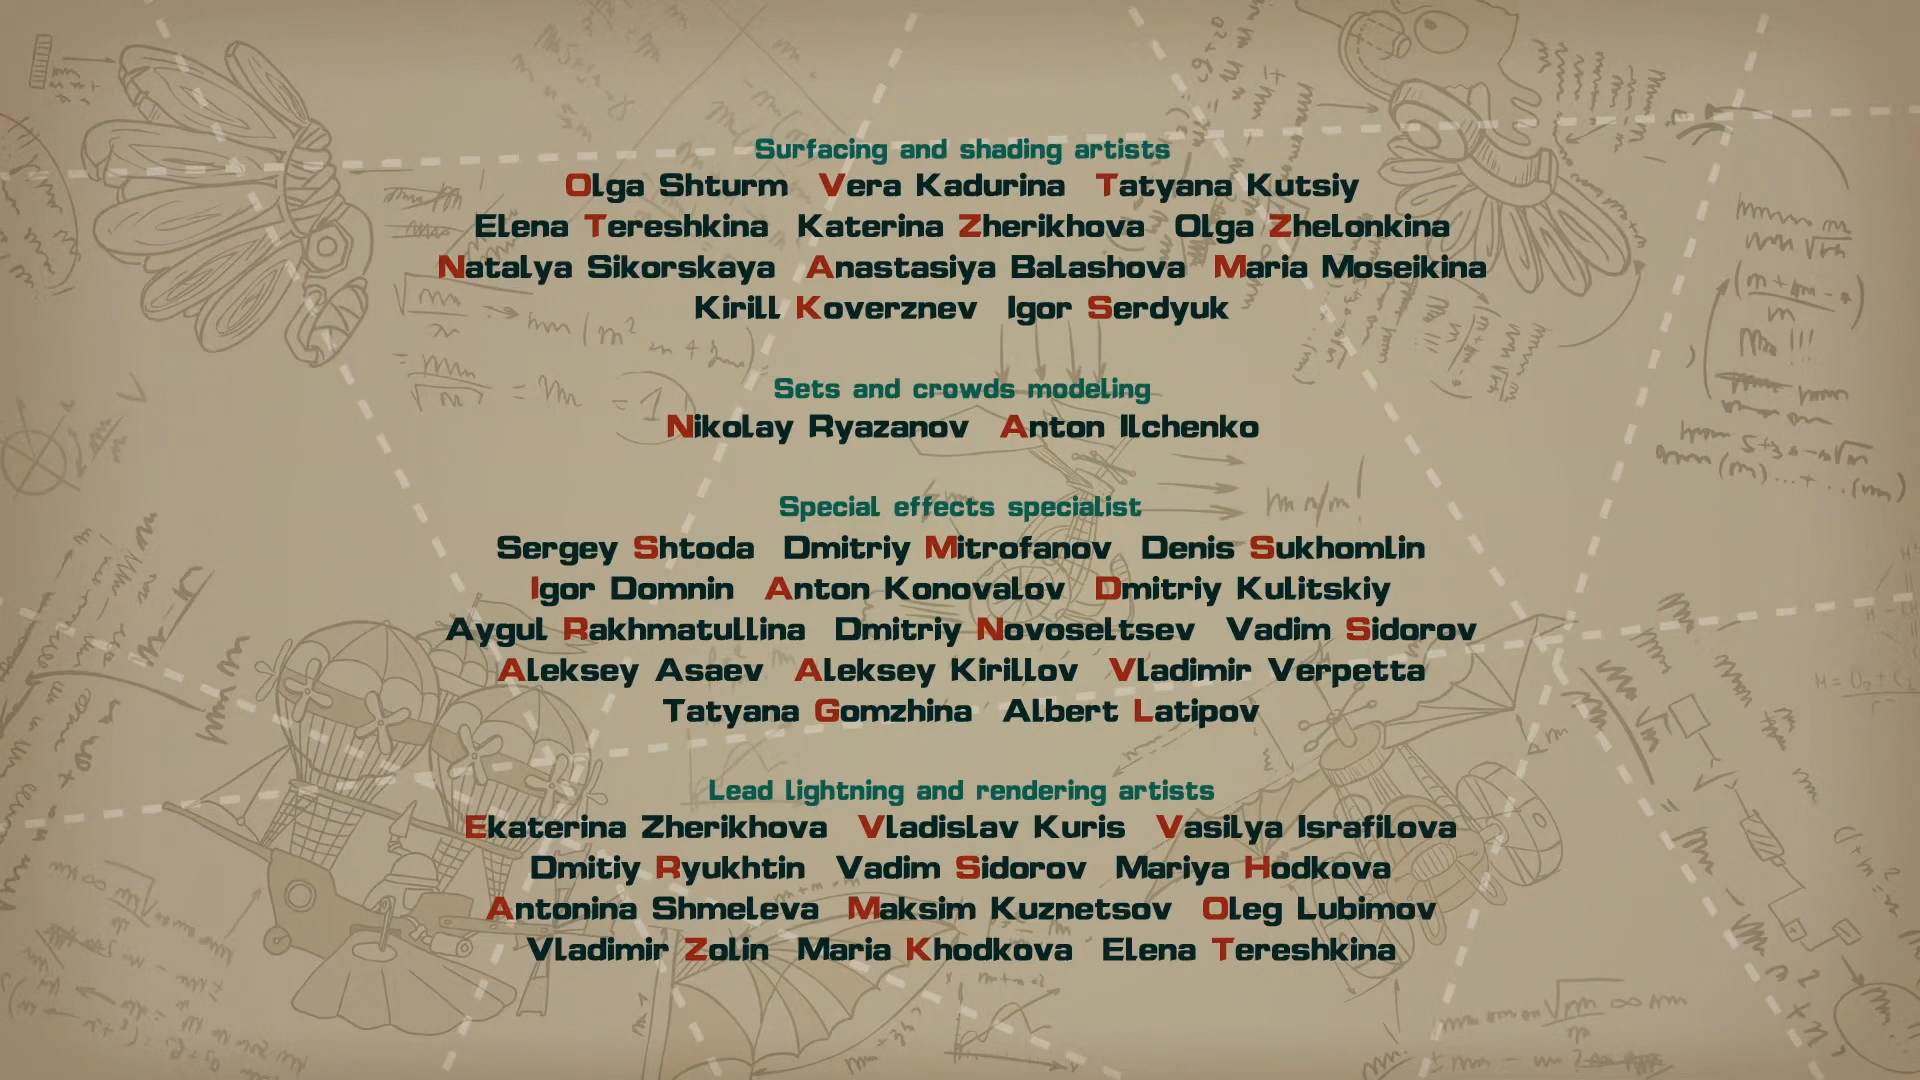 Surfacing and shading artists
Olga Shturm Vera Kadurina Tatyana Kutsiy
Elena Tereshkina Katerina Zherikhova Olga Zhelonkina
Natalya Sikorskaya Anastasiya Balashova Maria Moseikina
Kirill Koverznev Igor Serdyuk
Sets and crowds modeling
Nikolay Ryazanov Anton Ilchenko
Special effects specialist
Sergey Shtoda Dmitriy Mitrofanov Denis Sukhomlin
Igor Domnin Anton Konovalov Dmitriy Kulitskiy
Aygul Rakhmatullina Dmitriy Novoseltsev Vadim Sidorov
Aleksey Asaev Aleksey Kirillov Vladimir Verpetta
Tatyana Gomzhina Albert Latipov
Lead lightning and rendering artists
Ekaterina Zherikhova Vladislav Kuris Vasilya Israfilova
Dmitiy Ryukhtin Vadim Sidorov Mariya Hodkova
Antonina Shmeleva Maksim Kuznetsov Oleg Lubimov
Vladimir Zolin Maria Khodkova Elena Tereshkina